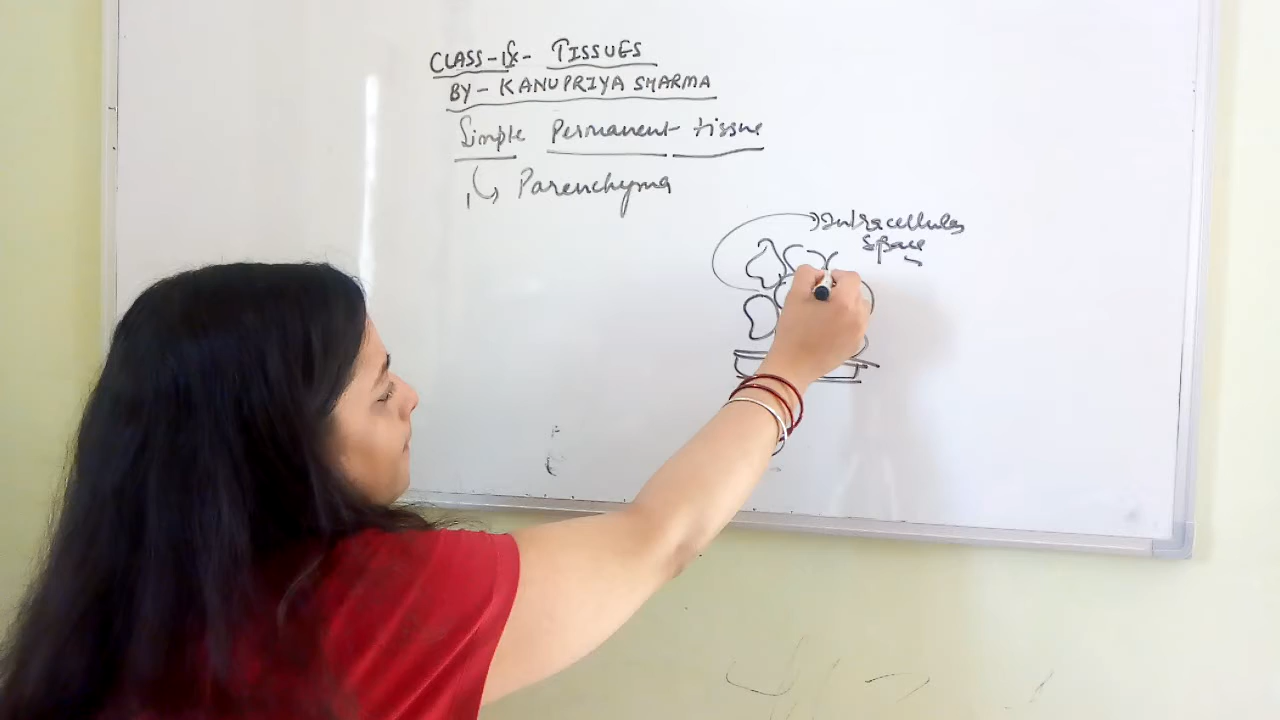 CLASS-IX- TISSUES
BY- KANUPRIYA SHARMA
Simple Permanent tissue
Parenchyma
Intracellular
Space